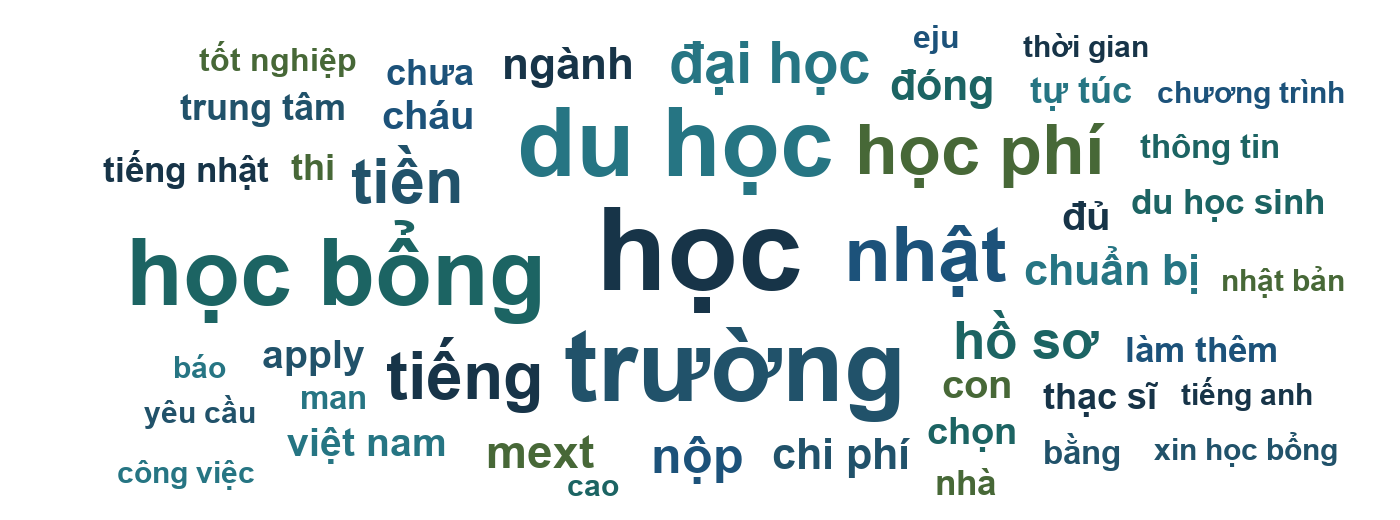 eju
tốt nghiệp
chưa
ngành
đại học
thời gian
trung tâm
cháu
đóng
tự túc
chương trình
du học
học phí
thông tin
tiếng nhật
thi
tiền
đủ
du học sinh
học bổng
học
nhật
chuẩn bị
nhật bản
báo
apply
tiếng
trường
hồ sơ
làm thêm
yêu cầu
man
con
thạc sĩ
tiếng anh
việt nam
mext
nộp
chi phí
chọn
bằng
xin học bổng
công việc
cao
nhà